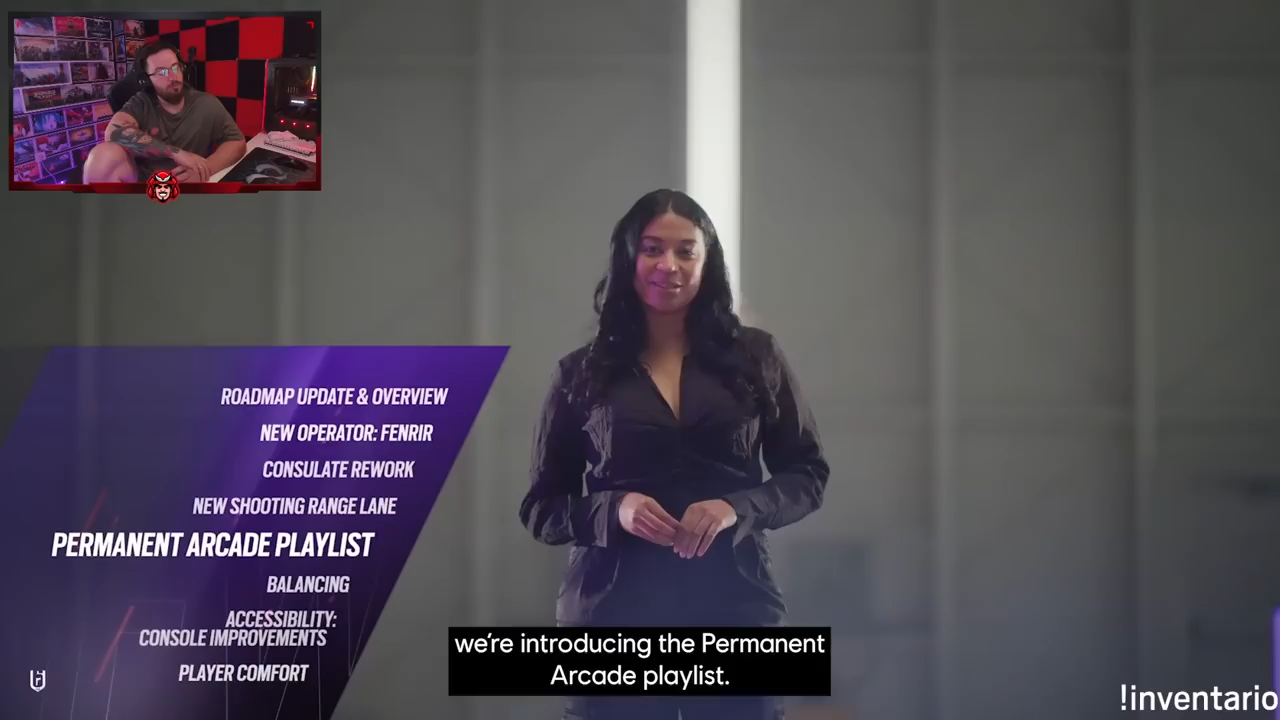 ROADMAP UPDATE & OVERVIEW
NEW OPERATOR: FENRIR
CONSULATE REWORK
NEW SHOOTING RANGE LANE
PERMANENT ARCADE PLAYLIST
BALANCING
ACCESSIBILITY:
CONSOLE IMPROVEMENTS
PLAYER COMFORT
we're introducing the Permanent
Arcade playlist.
!inventario